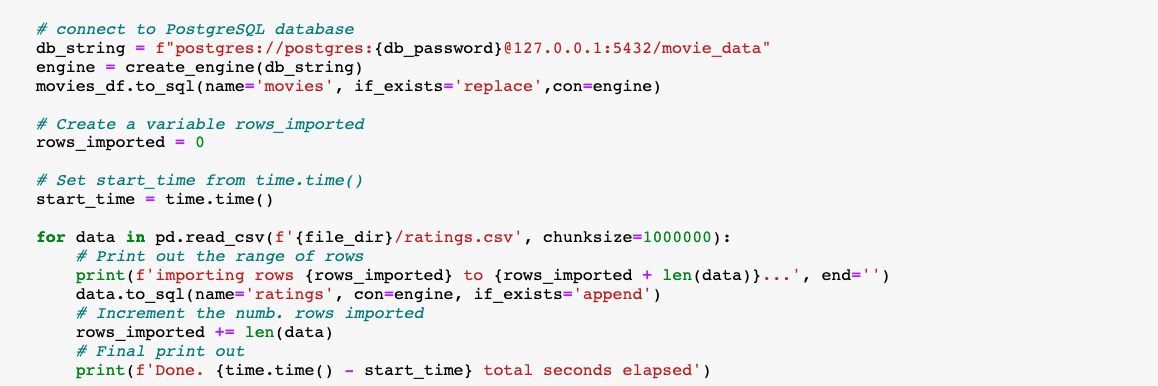 # connect to PostgreSQL database
db_string = f"postgres://postgres:{db_password}@127.0.0.1:5432/movie_data"
engine = create_engine(db_string)
movies_df.to_sql(name='movies', if_exists='replace',con=engine)

# Create a variable rows_imported
rows_imported = 0

# Set start_time from time.time()
start_time = time.time()

for data in pd.read_csv(f'{file_dir}/ratings.csv', chunksize=1000000):
    # Print out the range of rows
    print(f'importing rows {rows_imported} to {rows_imported + len(data)}...', end='')
    data.to_sql(name='ratings', con=engine, if_exists='append')
    # Increment the numb. rows imported
    rows_imported += len(data)
    # Final print out
    print(f'Done. {time.time() - start_time} total seconds elapsed')